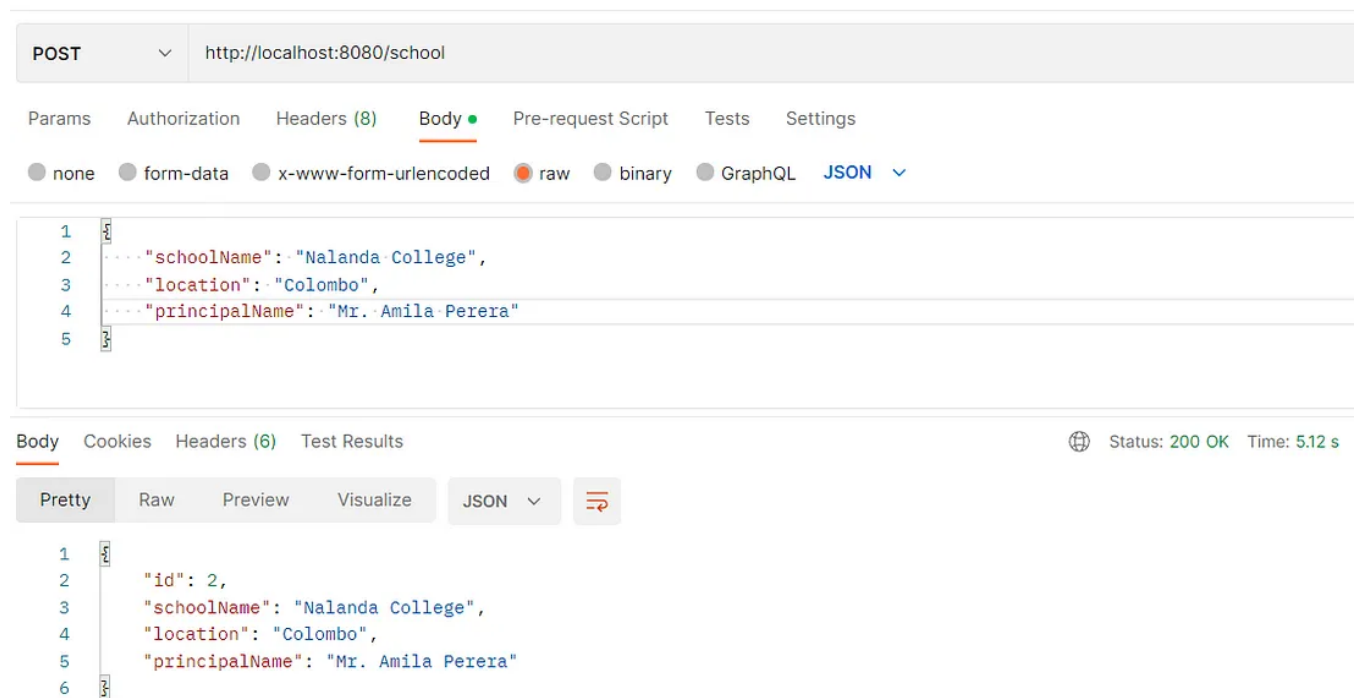 POST http://localhost:8080/school
Params Authorization Headers (8) Body Pre-request Script Tests Settings
none form-data x-www-form-urlencoded raw binary GraphQL JSON
1 {
2 "schoolName": "Nalanda College",
3 "location": "Colombo",
4 "principalName": "Mr. Amila Perera"
5 }
Body Cookies Headers (6) Test Results Status: 200 OK Time: 5.12 s
Pretty Raw Preview Visualize JSON
1 {
2 "id": 2,
3 "schoolName": "Nalanda College",
4 "location": "Colombo",
5 "principalName": "Mr. Amila Perera"
6 }